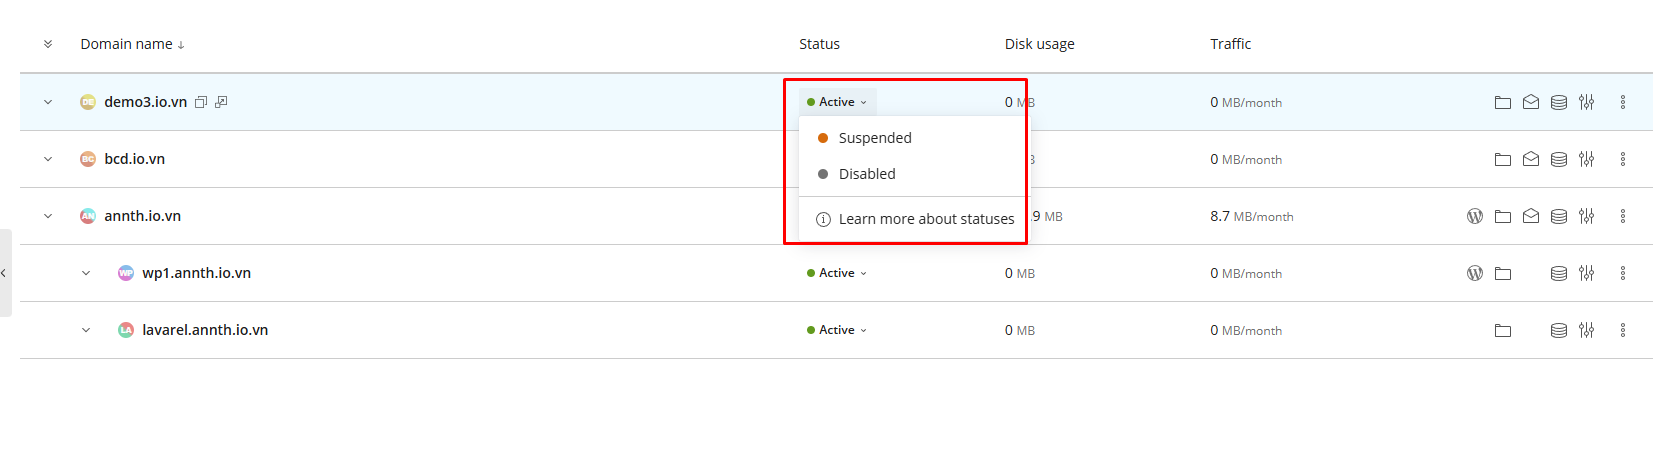 Domain name ↓ Status Disk usage Traffic
DE demo3.io.vn Active 0 MB 0 MB/month
Suspended
BC bcd.io.vn 0 MB/month
Disabled
AN annth.io.vn .9 MB 8.7 MB/month
Learn more about statuses
WP wp1.annth.io.vn Active 0 MB 0 MB/month
LA lavarel.annth.io.vn Active 0 MB 0 MB/month